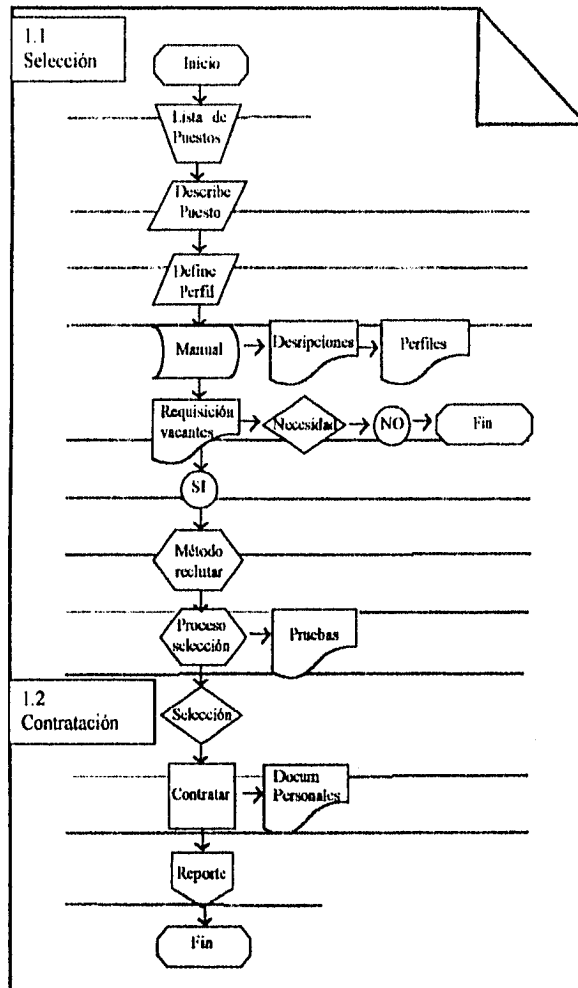 1.1
Selección
Inicio
Lista de
Puestos
Describe
Puesto
Define
Perfil
Manual
Desripciones
Perfiles
Requisición
vacantes
Necesidad
NO
Fin
SI
Método
reclutar
Proceso
selección
Pruebas
1.2
Contratación
Selección
Contratar
Docum
Personales
Reporte
Fin